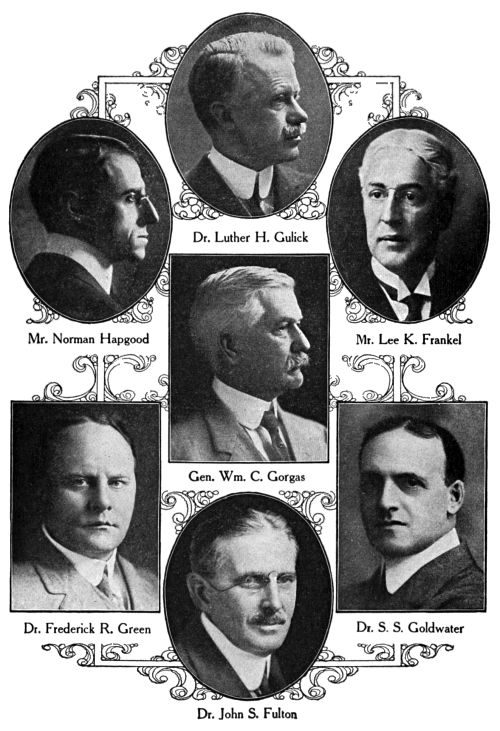 Dr. Luther H. Gulick
Mr. Norman Hapgood
Mr. Lee K. Frankel
Gen. Wm. C. Gorgas
Dr. Frederick R. Green
Dr. S. S. Goldwater
Dr. John S. Fulton